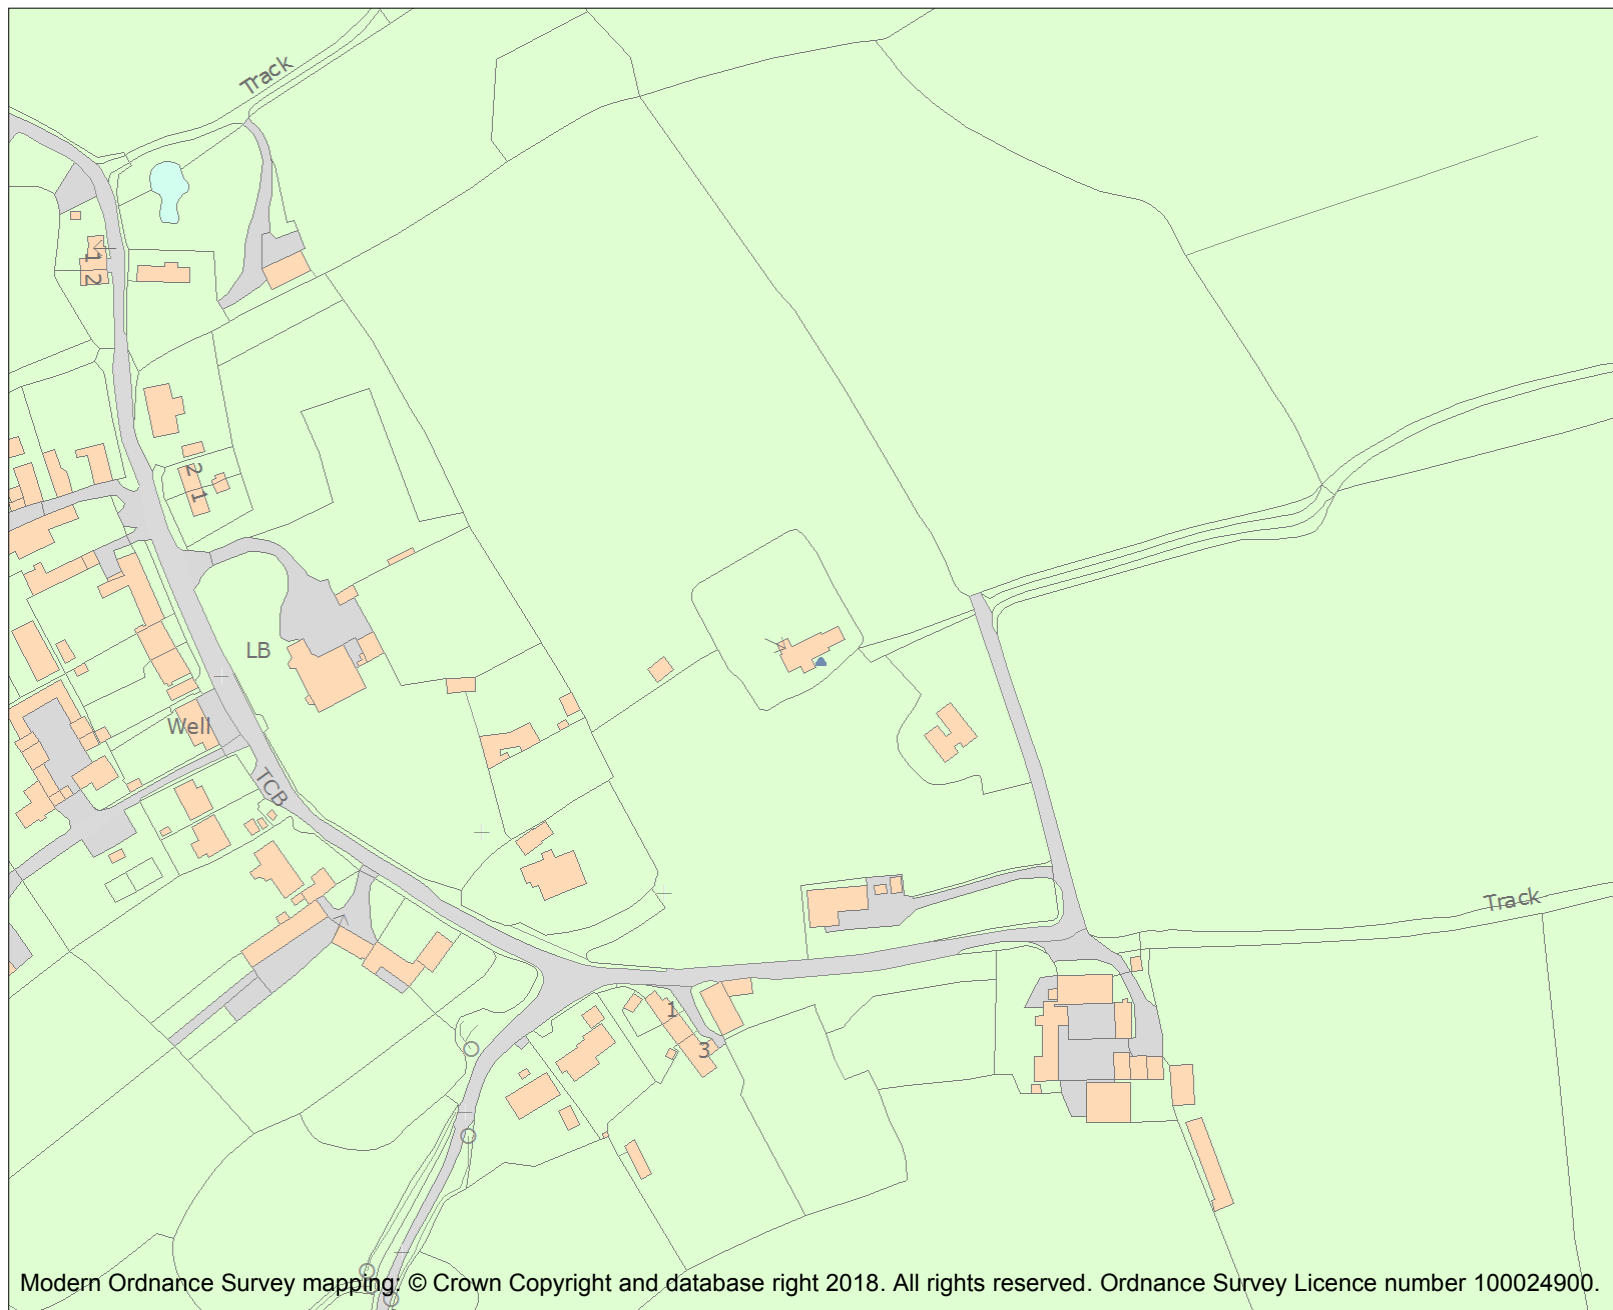 Track
1
2
2
1
LB
Well
TCB
Track
1
3
Modern Ordnance Survey mapping: © Crown Copyright and database right 2018. All rights reserved. Ordnance Survey Licence number 100024900.